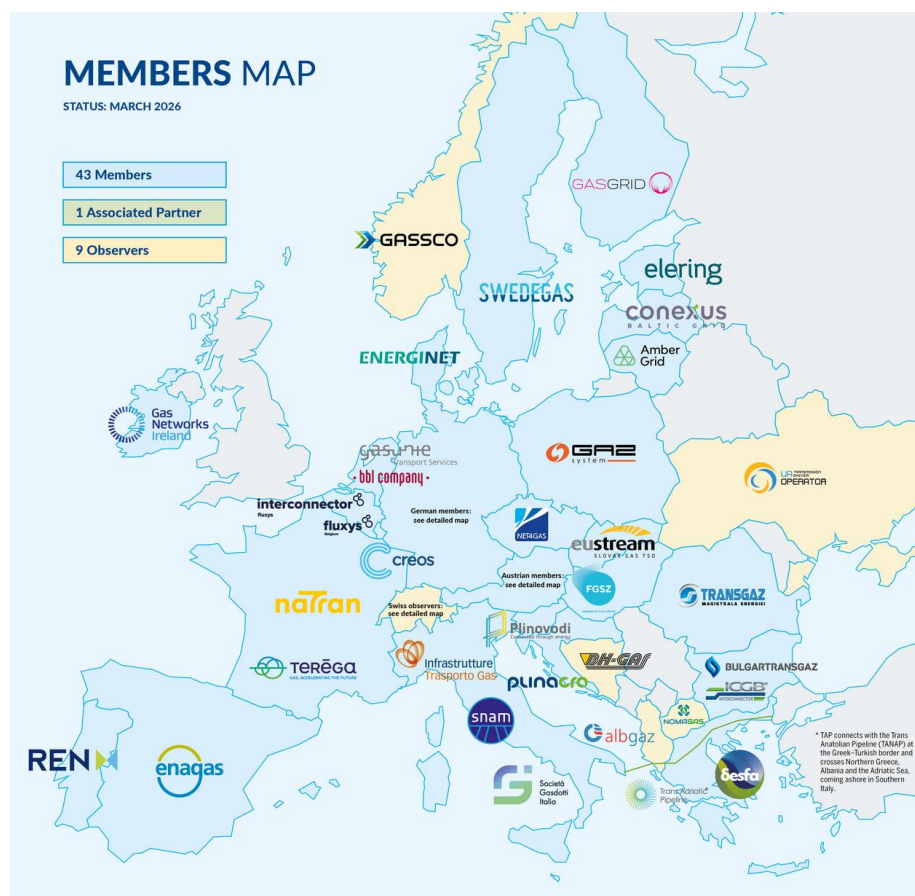 MEMBERS MAP
STATUS: MARCH 2026
43 Members
1 Associated Partner
9 Observers
GASGRID
GASSCO
elering
SWEDEGAS
conexus
BALTIC GRID
ENERGINET
Amber
Grid
Gas
Networks
Ireland
gasunie
Transport Services
bbl company
GAZ
system
UA TRANSMISSION
SYSTEM
OPERATOR
interconnector
fluxys
fluxys
Belgium
German members:
see detailed map
NET4GAS
eustream
SLOVAK GAS TSO
creos
Austrian members:
see detailed map
FGSZ
TRANSGAZ
MAGISTRALA ENERGIEI
naTran
Swiss observers:
see detailed map
Plinovodi
Connected through energy
BH-GAS
TERĒGA
GAS, ACCELERATING THE FUTURE
Infrastrutture
Trasporto Gas
BULGARTRANSGAZ
plinacro
ICGB
INTERCONNECTOR
snam
NOMAGAS
albgaz
REN
enagas
* TAP connects with the Trans
Anatolian Pipeline (TANAP) at
the Greek–Turkish border and
crosses Northern Greece,
Albania and the Adriatic Sea,
coming ashore in Southern
Italy.
Società
Gasdotti
Italia
Trans Adriatic*
Pipeline
desfa